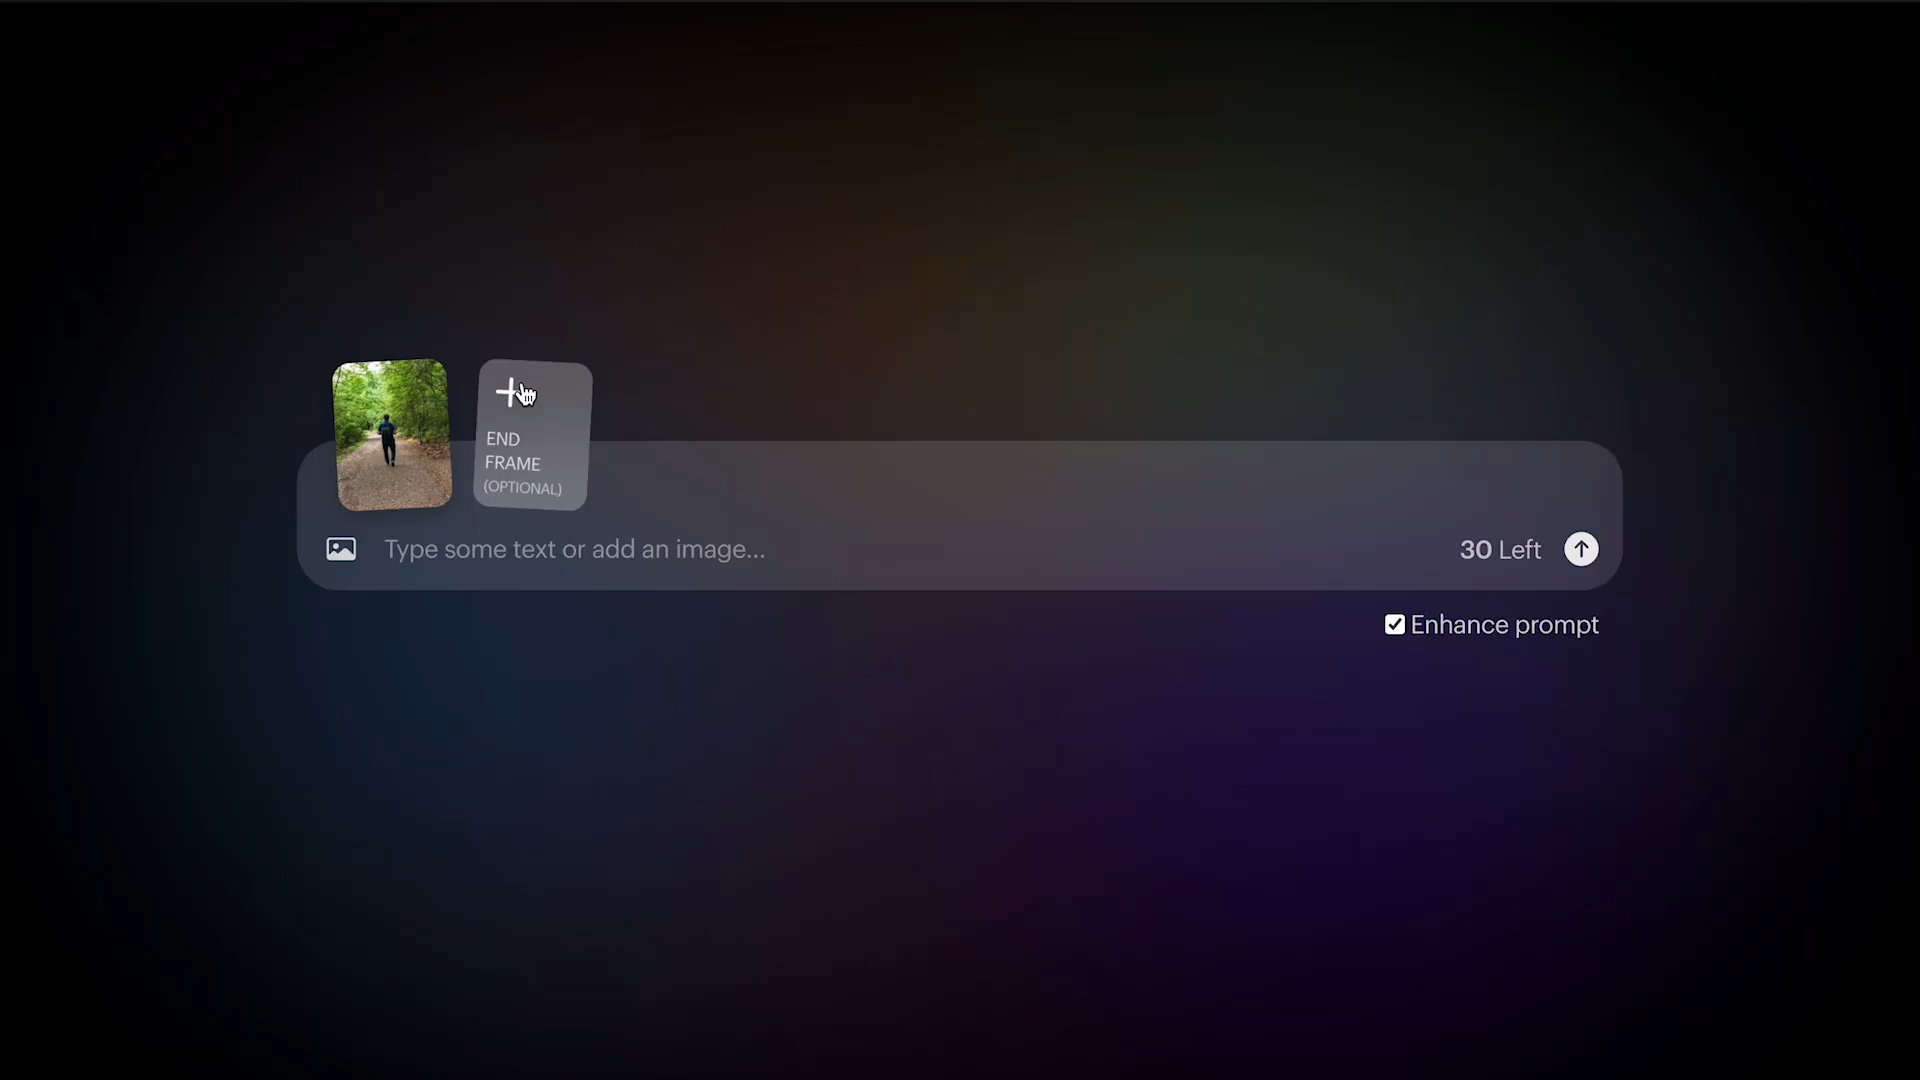 END
FRAME
(OPTIONAL)
Type some text or add an image...
30 Left
Enhance prompt